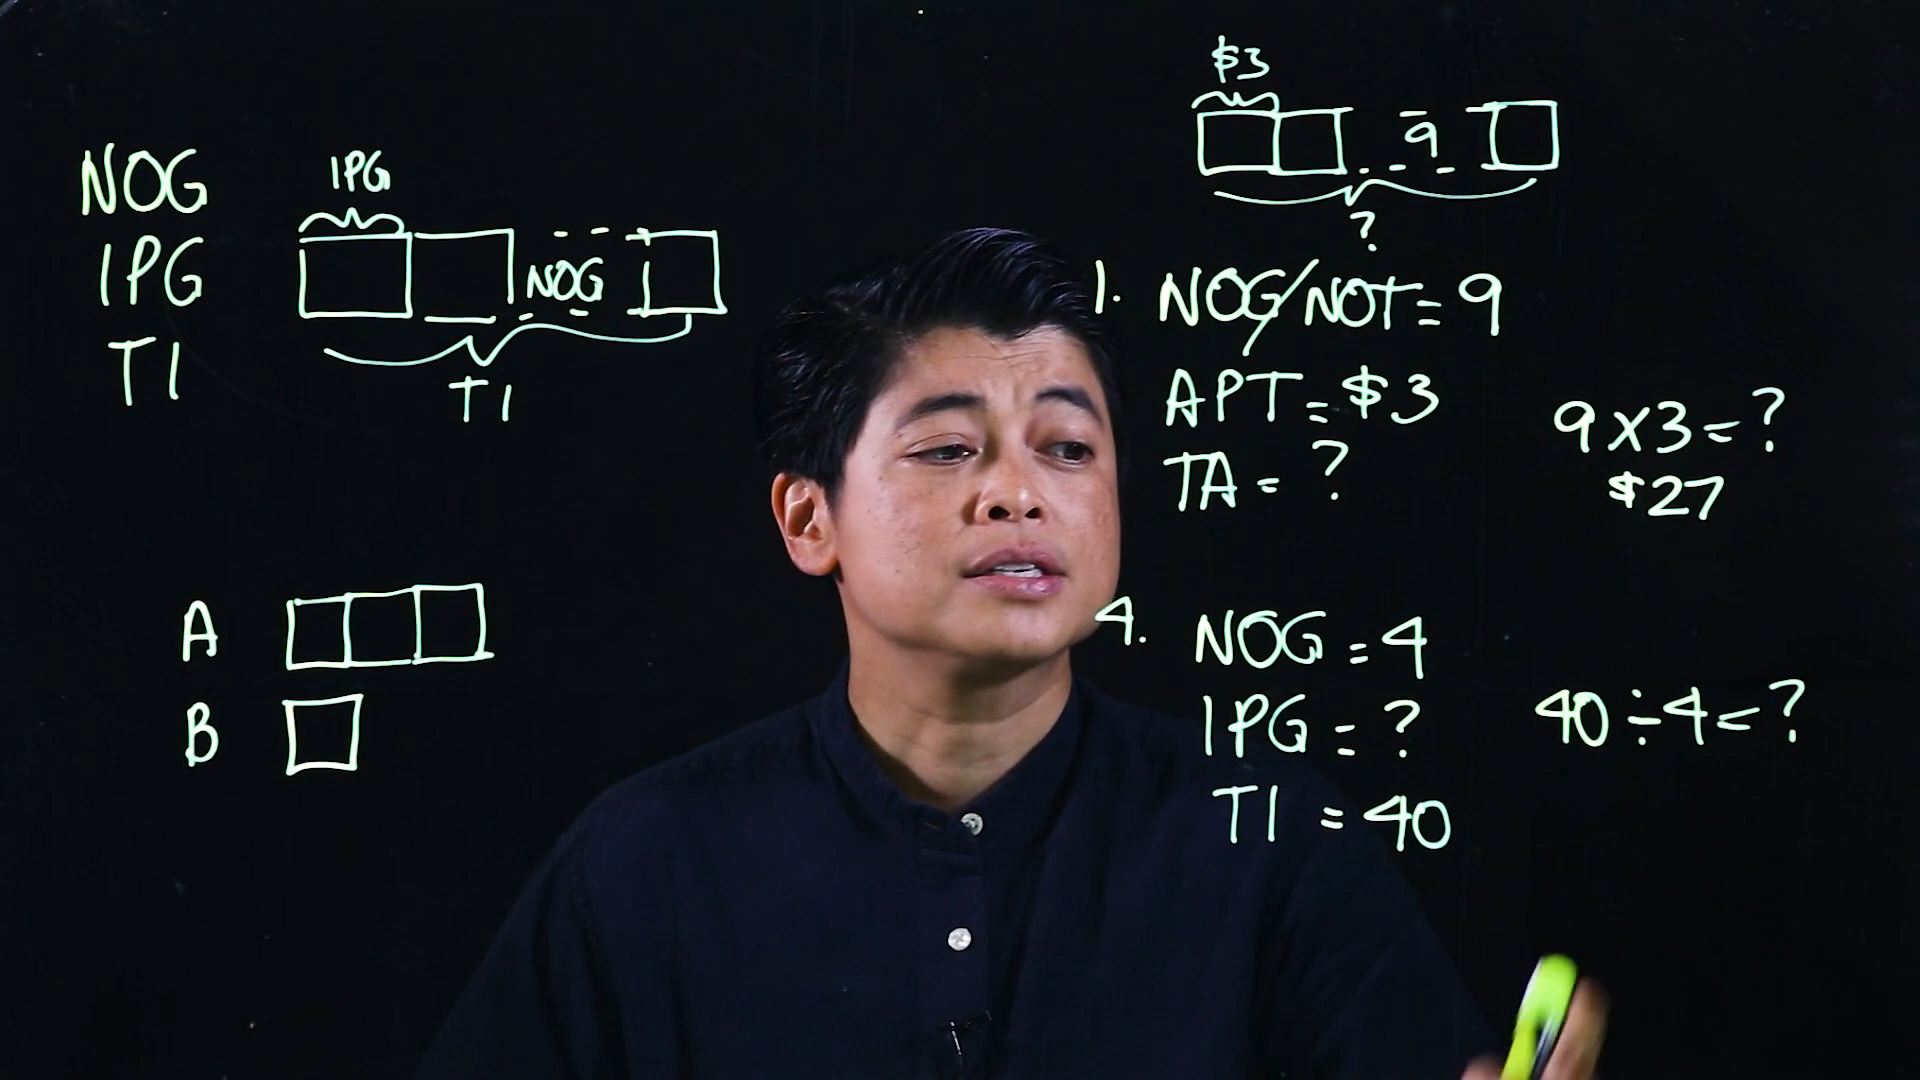 NOG
IPG
TI
IPG
NOG
TI
A
B
$3
9
?
1. NOG/NOT = 9
APT = $3
TA = ?
9 x 3 = ?
$27
4. NOG = 4
IPG = ?
TI = 40
40 ÷ 4 = ?